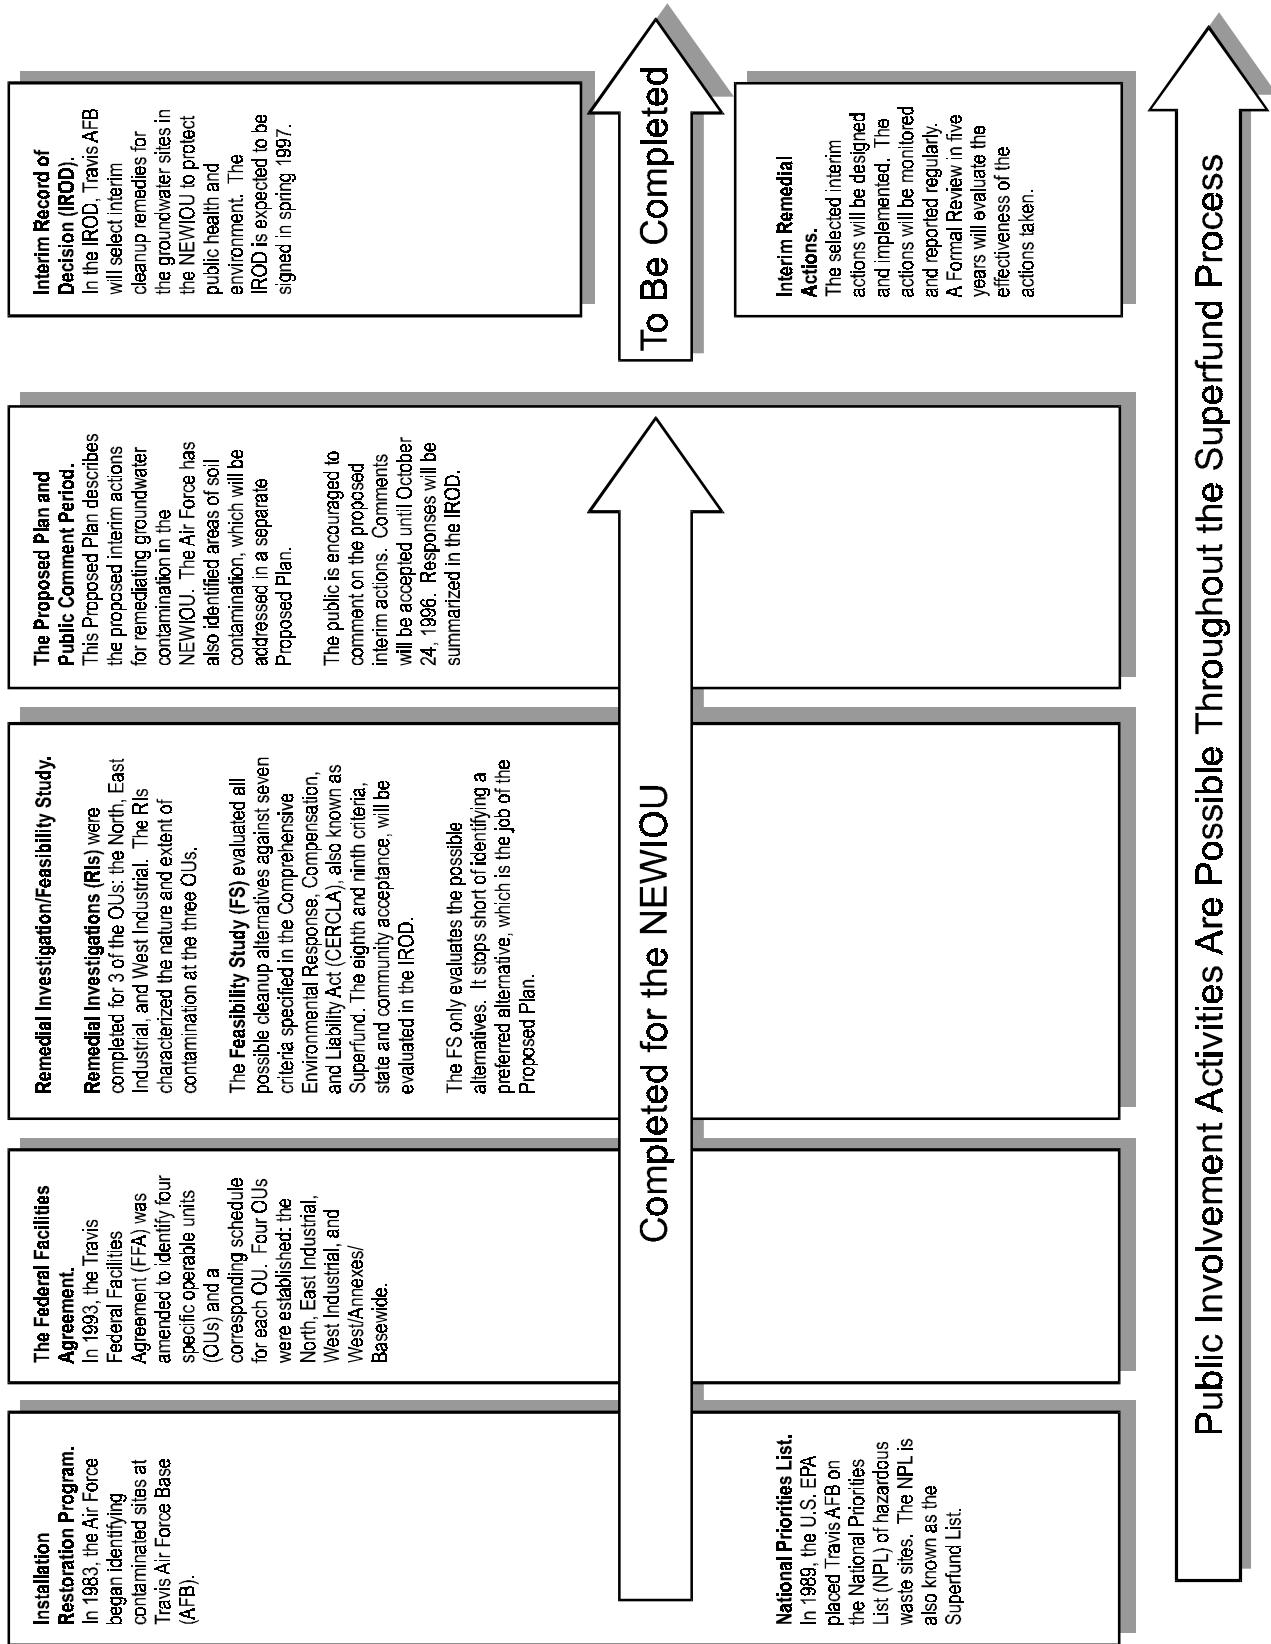 Installation
Restoration Program.
In 1983, the Air Force
began identifying
contaminated sites at
Travis Air Force Base
(AFB).
National Priorities List.
In 1989, the U.S. EPA
placed Travis AFB on
the National Priorities
List (NPL) of hazardous
waste sites. The NPL is
also known as the
Superfund List.
The Federal Facilities
Agreement.
In 1993, the Travis
Federal Facilities
Agreement (FFA) was
amended to identify four
specific operable units
(OUs) and a
corresponding schedule
for each OU. Four OUs
were established: the
North, East Industrial,
West Industrial, and
West/Annexes/
Basewide.
Remedial Investigation/Feasibility Study.
Remedial Investigations (RIs) were
completed for 3 of the OUs: the North, East
Industrial, and West Industrial. The RIs
characterized the nature and extent of
contamination at the three OUs.
The Feasibility Study (FS) evaluated all
possible cleanup alternatives against seven
criteria specified in the Comprehensive
Environmental Response, Compensation,
and Liability Act (CERCLA), also known as
Superfund. The eighth and ninth criteria,
state and community acceptance, will be
evaluated in the IROD.
The FS only evaluates the possible
alternatives. It stops short of identifying a
preferred alternative, which is the job of the
Proposed Plan.
The Proposed Plan and
Public Comment Period.
This Proposed Plan describes
the proposed interim actions
for remediating groundwater
contamination in the
NEWIOU. The Air Force has
also identified areas of soil
contamination, which will be
addressed in a separate
Proposed Plan.
The public is encouraged to
comment on the proposed
interim actions. Comments
will be accepted until October
24, 1996. Responses will be
summarized in the IROD.
Completed for the NEWIOU
Interim Record of
Decision (IROD).
In the IROD, Travis AFB
will select interim
cleanup remedies for
the groundwater sites in
the NEWIOU to protect
public health and
environment. The
IROD is expected to be
signed in spring 1997.
To Be Completed
Interim Remedial
Actions.
The selected interim
actions will be designed
and implemented. The
actions will be monitored
and reported regularly.
A Formal Review in five
years will evaluate the
effectiveness of the
actions taken.
Public Involvement Activities Are Possible Throughout the Superfund Process